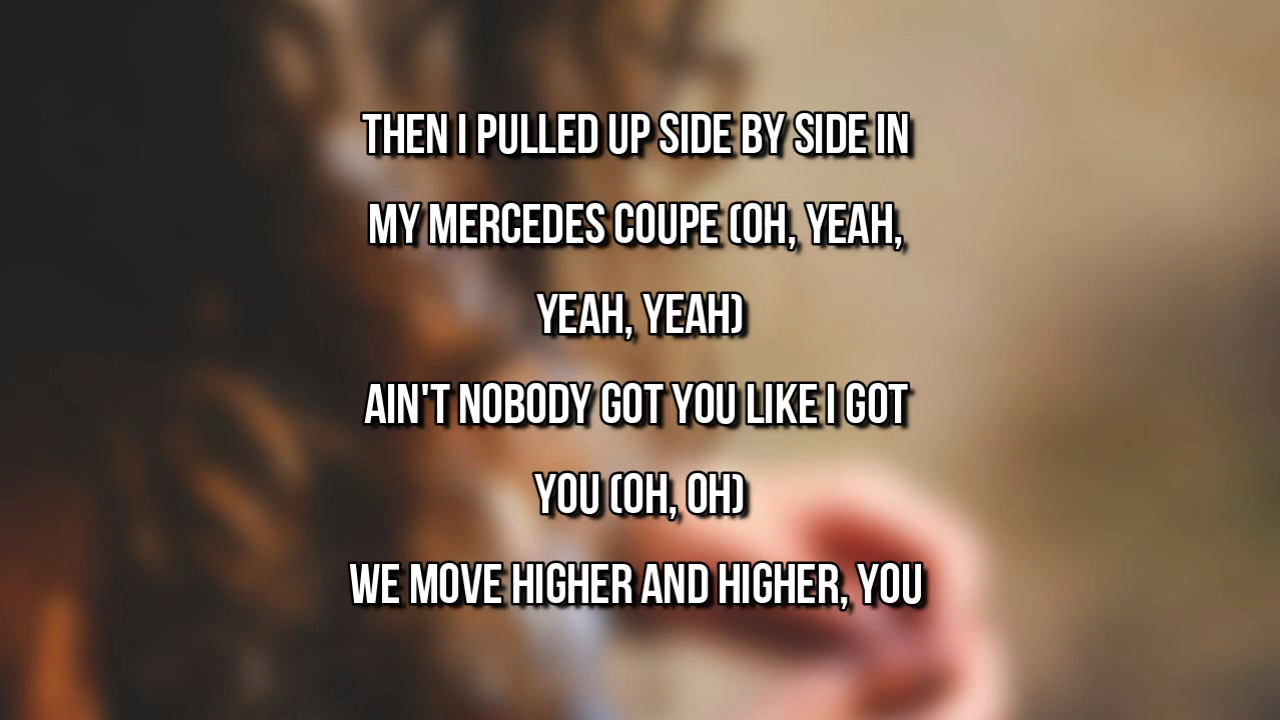 THEN I PULLED UP SIDE BY SIDE IN
MY MERCEDES COUPE (OH, YEAH,
YEAH, YEAH)
AIN'T NOBODY GOT YOU LIKE I GOT
YOU (OH, OH)
WE MOVE HIGHER AND HIGHER, YOU